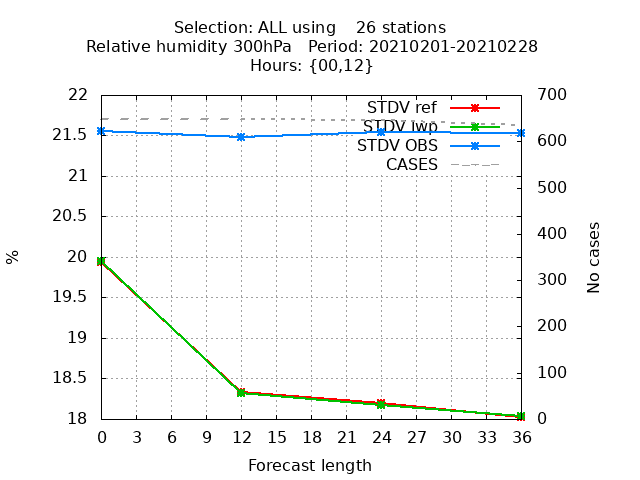 Selection: ALL using    26 stations
Relative humidity 300hPa   Period: 20210201-20210228
Hours: {00,12}
22 700
STDV ref
STDV lwp
21.5 600
STDV OBS
CASES
21 500
20.5
400
20
%
No cases
300
19.5
200
19
18.5 100
18 0
0 3 6 9 12 15 18 21 24 27 30 33 36
Forecast length